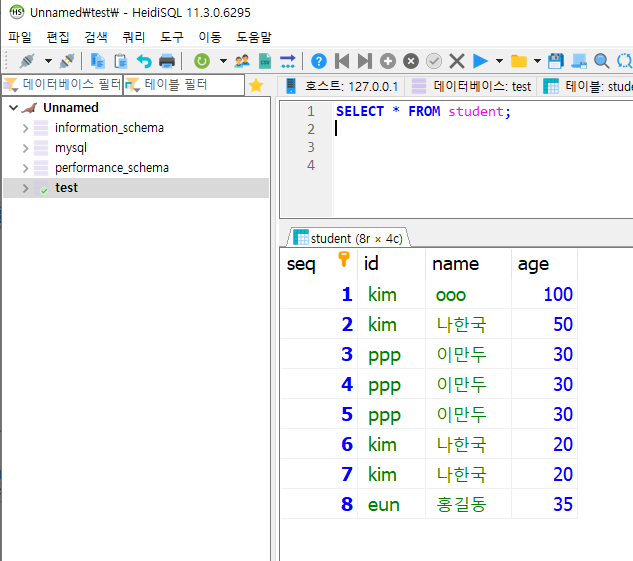 Unnamed₩test₩ - HeidiSQL 11.3.0.6295
파일 편집 검색 쿼리 도구 이동 도움말
데이터베이스 필터 테이블 필터
호스트: 127.0.0.1 데이터베이스: test 테이블: stude
Unnamed
information_schema
mysql
performance_schema
test
1 SELECT * FROM student;
2
3
4
student (8r × 4c)
seq id name age
1 kim ooo 100
2 kim 나한국 50
3 ppp 이만두 30
4 ppp 이만두 30
5 ppp 이만두 30
6 kim 나한국 20
7 kim 나한국 20
8 eun 홍길동 35